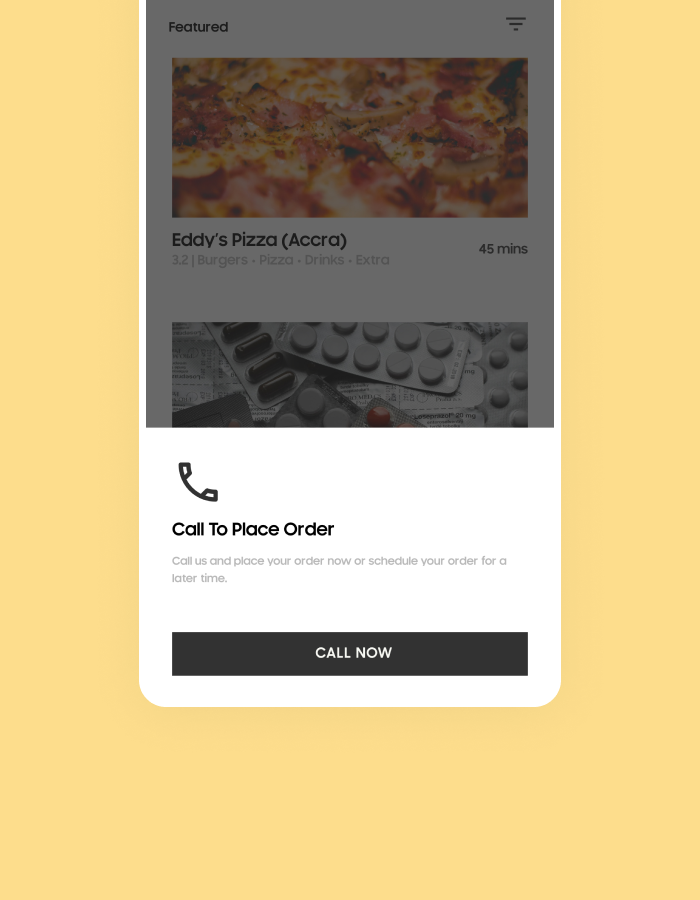 Featured
Eddy's Pizza (Accra)
45 mins
3.2 | Burgers • Pizza • Drinks • Extra
Call To Place Order
Call us and place your order now or schedule your order for a
later time.
CALL NOW